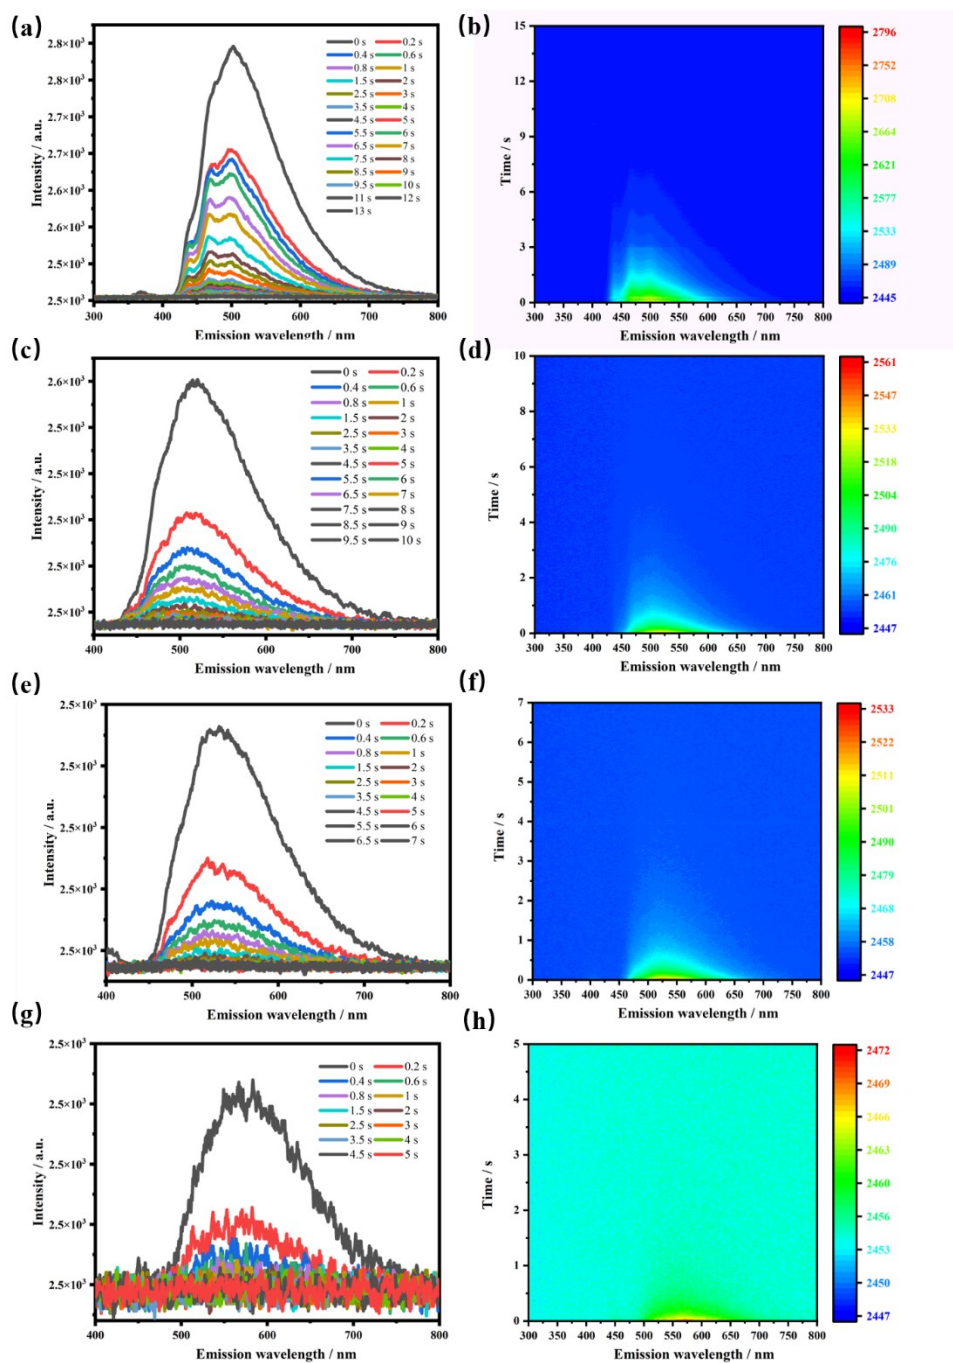 (a)
2.8×10³
2.8×10³
2.7×10³
2.6×10³
2.6×10³
2.5×10³
2.5×10³
2.5×10³
Intensity / a.u.
0 s 0.2 s
0.4 s 0.6 s
0.8 s 1 s
1.5 s 2 s
2.5 s 3 s
3.5 s 4 s
4.5 s 5 s
5.5 s 6 s
6.5 s 7 s
7.5 s 8 s
8.5 s 9 s
9.5 s 10 s
11 s 12 s
13 s
300 400 500 600 700 800
Emission wavelength / nm
(b)
15
12
9
6
3
0
Time / s
300 350 400 450 500 550 600 650 700 750 800
Emission wavelength / nm
2796
2752
2708
2664
2621
2577
2533
2489
2445
(c)
2.6×10³
2.5×10³
2.5×10³
2.5×10³
2.5×10³
2.5×10³
Intensity / a.u.
0 s 0.2 s
0.4 s 0.6 s
0.8 s 1 s
1.5 s 2 s
2.5 s 3 s
3.5 s 4 s
4.5 s 5 s
5.5 s 6 s
6.5 s 7 s
7.5 s 8 s
8.5 s 9 s
9.5 s 10 s
400 500 600 700 800
Emission wavelength / nm
(d)
10
8
6
4
2
0
Time / s
300 350 400 450 500 550 600 650 700 750 800
Emission wavelength / nm
2561
2547
2533
2518
2504
2490
2476
2461
2447
(e)
2.5×10³
2.5×10³
2.5×10³
2.5×10³
2.5×10³
Intensity / a.u.
0 s 0.2 s
0.4 s 0.6 s
0.8 s 1 s
1.5 s 2 s
2.5 s 3 s
3.5 s 4 s
4.5 s 5 s
5.5 s 6 s
6.5 s 7 s
400 450 500 550 600 650 700 750 800
Emission wavelength / nm
(f)
7
6
5
4
3
2
1
0
Time / s
300 350 400 450 500 550 600 650 700 750 800
Emission wavelength / nm
2533
2522
2511
2501
2490
2479
2468
2458
2447
(g)
2.5×10³
2.5×10³
2.5×10³
2.5×10³
2.5×10³
Intensity / a.u.
0 s 0.2 s
0.4 s 0.6 s
0.8 s 1 s
1.5 s 2 s
2.5 s 3 s
3.5 s 4 s
4.5 s 5 s
400 450 500 550 600 650 700 750 800
Emission wavelength / nm
(h)
5
4
3
2
1
0
Time / s
300 350 400 450 500 550 600 650 700 750 800
Emission wavelength / nm
2472
2469
2466
2463
2460
2456
2453
2450
2447